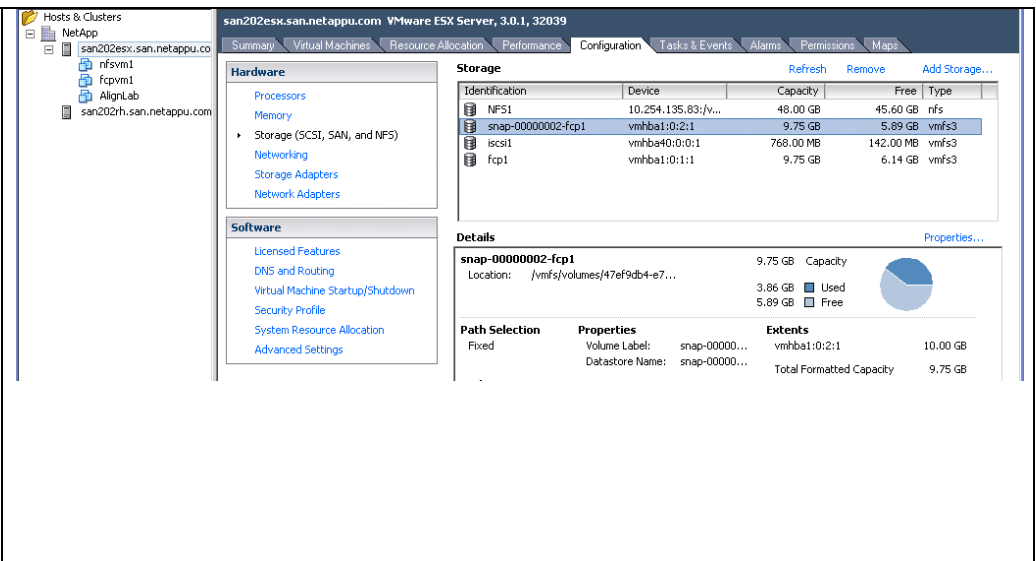 Hosts & Clusters
NetApp
san202esx.san.netappu.co
nfsvm1
fcpvm1
AlignLab
san202rh.san.netappu.com
san202esx.san.netappu.com VMware ESX Server, 3.0.1, 32039
Summary Virtual Machines Resource Allocation Performance Configuration Tasks & Events Alarms Permissions Maps
Hardware
Processors
Memory
Storage (SCSI, SAN, and NFS)
Networking
Storage Adapters
Network Adapters
Software
Licensed Features
DNS and Routing
Virtual Machine Startup/Shutdown
Security Profile
System Resource Allocation
Advanced Settings
Storage Refresh Remove Add Storage...
Identification Device Capacity Free Type
NFS1 10.254.135.83:/v... 48.00 GB 45.60 GB nfs
snap-00000002-fcp1 vmhba1:0:2:1 9.75 GB 5.89 GB vmfs3
iscsi1 vmhba40:0:0:1 768.00 MB 142.00 MB vmfs3
fcp1 vmhba1:0:1:1 9.75 GB 6.14 GB vmfs3
Details Properties...
snap-00000002-fcp1 9.75 GB Capacity
Location: /vmfs/volumes/47ef9db4-e7...
3.86 GB Used
5.89 GB Free
Path Selection Properties Extents
Fixed Volume Label: snap-00000... vmhba1:0:2:1 10.00 GB
Datastore Name: snap-00000...
Total Formatted Capacity 9.75 GB